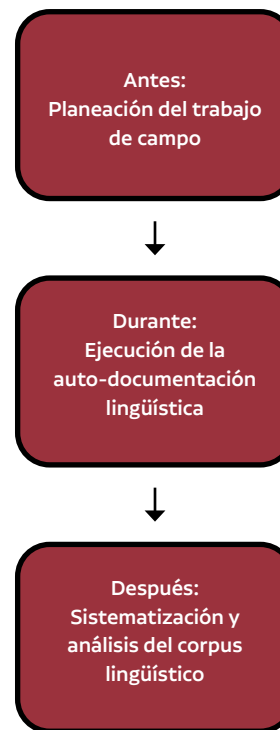 Antes:
Planeación del trabajo
de campo
Durante:
Ejecución de la
auto-documentación
lingüística
Después:
Sistematización y
análisis del corpus
lingüístico